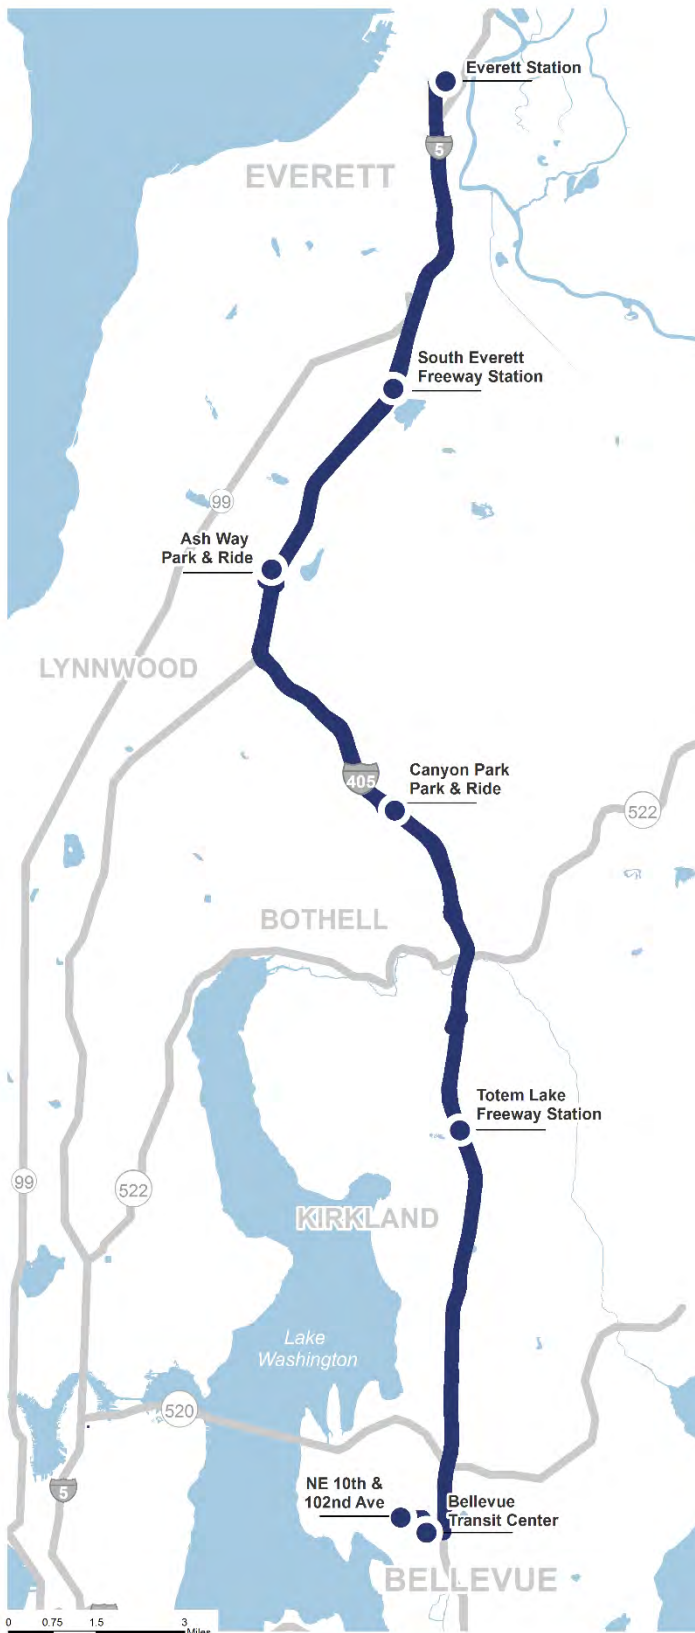 Everett Station
5
EVERETT
South Everett
Freeway Station
99
Ash Way
Park & Ride
LYNNWOOD
Canyon Park
Park & Ride
405
522
BOTHELL
Totem Lake
Freeway Station
99
522
KIRKLAND
Lake
Washington
520
5
NE 10th &
102nd Ave
Bellevue
Transit Center
BELLEVUE
0 0.75 1.5 3
Miles